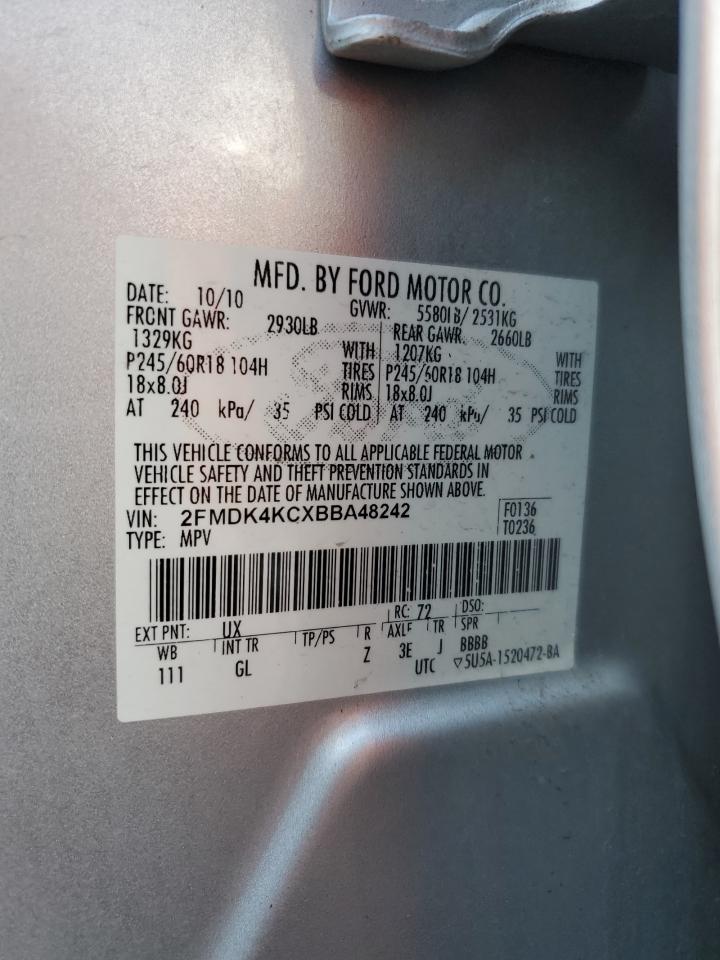 MFD. BY FORD MOTOR CO.
DATE: 10/10 GVWR: 5580LB/ 2531KG
FRONT GAWR: 2930LB REAR GAWR: 2660LB
1329KG WITH 1207KG WITH
P245/60R18 104H TIRES P245/60R18 104H TIRES
18x8.0J RIMS 18x8.0J RIMS
AT 240 kPa/ 35 PSI COLD AT 240 kPa/ 35 PSI COLD
THIS VEHICLE CONFORMS TO ALL APPLICABLE FEDERAL MOTOR
VEHICLE SAFETY AND THEFT PREVENTION STANDARDS IN
EFFECT ON THE DATE OF MANUFACTURE SHOWN ABOVE.
VIN: 2FMDK4KCXBBA48242 F0136
TYPE: MPV T0236
EXT PNT: UX RC: 72 DSO:
WB INT TR TP/PS R AXLE TR SPR
111 GL Z 3E J BBBB
UTC ▽5U5A-1520472-BA